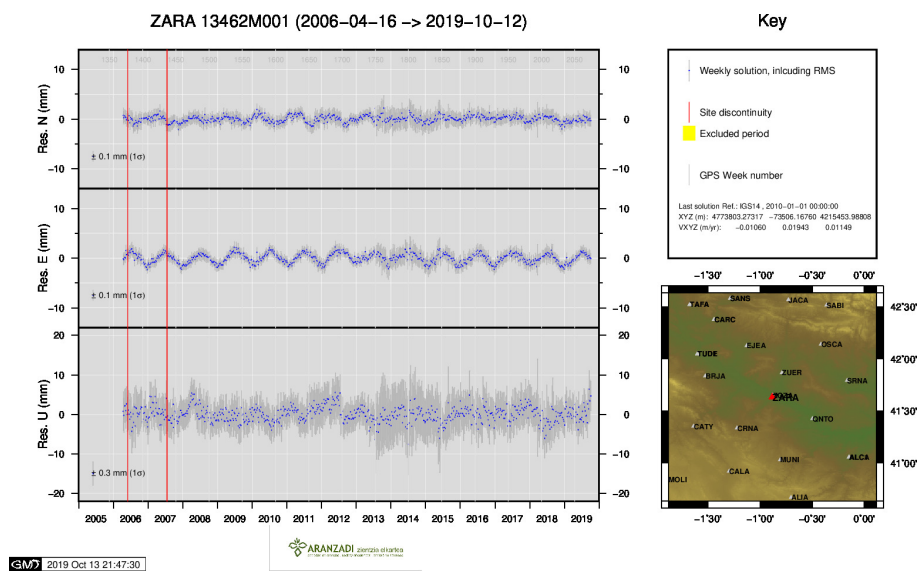 ZARA 13462M001 (2006−04−16 −> 2019−10−12)
1350 1400 1450 1500 1550 1600 1650 1700 1750 1800 1850 1900 1950 2000 2050
Res. N (mm)
10
0
−10
10
0
−10
± 0.1 mm (1σ)
Res. E (mm)
10
0
−10
10
0
−10
± 0.1 mm (1σ)
Res. U (mm)
20
10
0
−10
−20
20
10
0
−10
−20
± 0.3 mm (1σ)
2005 2006 2007 2008 2009 2010 2011 2012 2013 2014 2015 2016 2017 2018 2019
Key
Weekly solution, inlcuding RMS
Site discontinuity
Excluded period
GPS Week number
Last solution Ref.: IGS14 , 2010−01−01 00:00:00
XYZ (m): 4773803.27317 −73506.16760 4215453.98808
VXYZ (m/yr): −0.01060 0.01943 0.01149
−1°30' −1°00' −0°30' 0°00'
TAFA SANS JACA SABI 42°30'
CARC
EJEA OSCA
TUDE 42°00'
BRJA ZUER SRNA
ZARA 41°30'
CATY CRNA QNTO
MUNI ALCA 41°00'
MOLI CALA
ALIA
−1°30' −1°00' −0°30' 0°00'
ARANZADI zientzia elkartea
GMT 2019 Oct 13 21:47:30